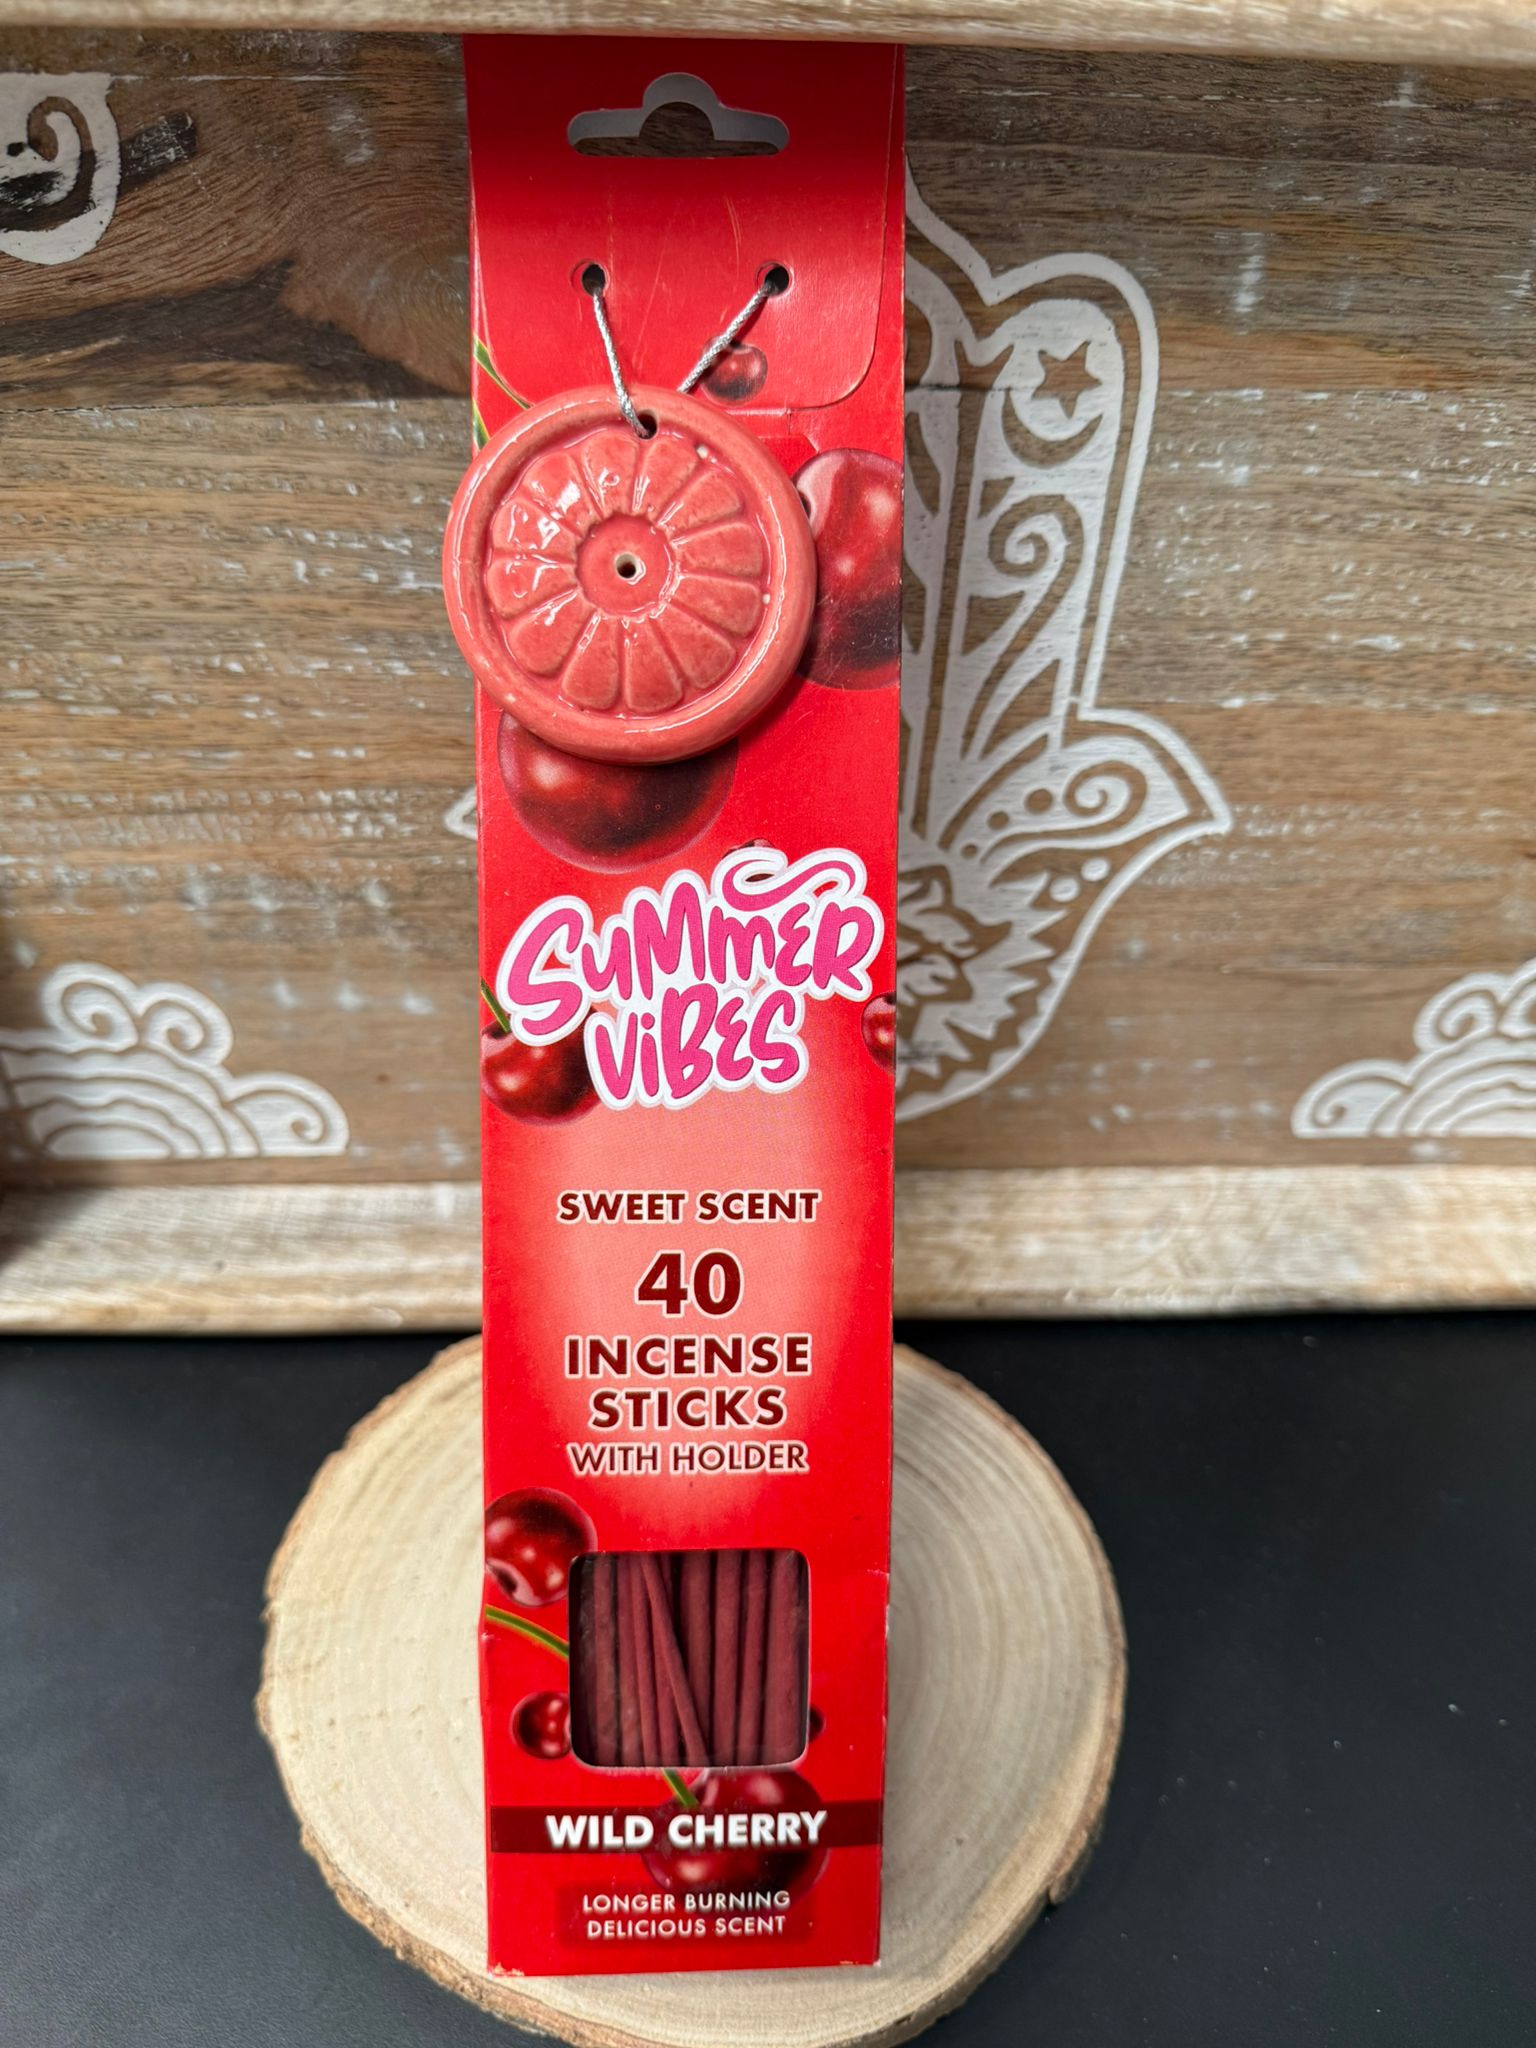 SUMMER
ViBES
SWEET SCENT
40
INCENSE
STICKS
WITH HOLDER
WILD CHERRY
LONGER BURNING
DELICIOUS SCENT